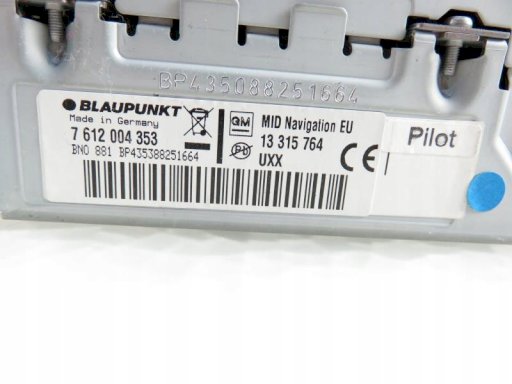 BP435088251664
BLAUPUNKT
Made in Germany
7 612 004 353
BNO 881 BP435388251664
GM
MID Navigation EU
Pb
13 315 764
UXX
CE
Pilot